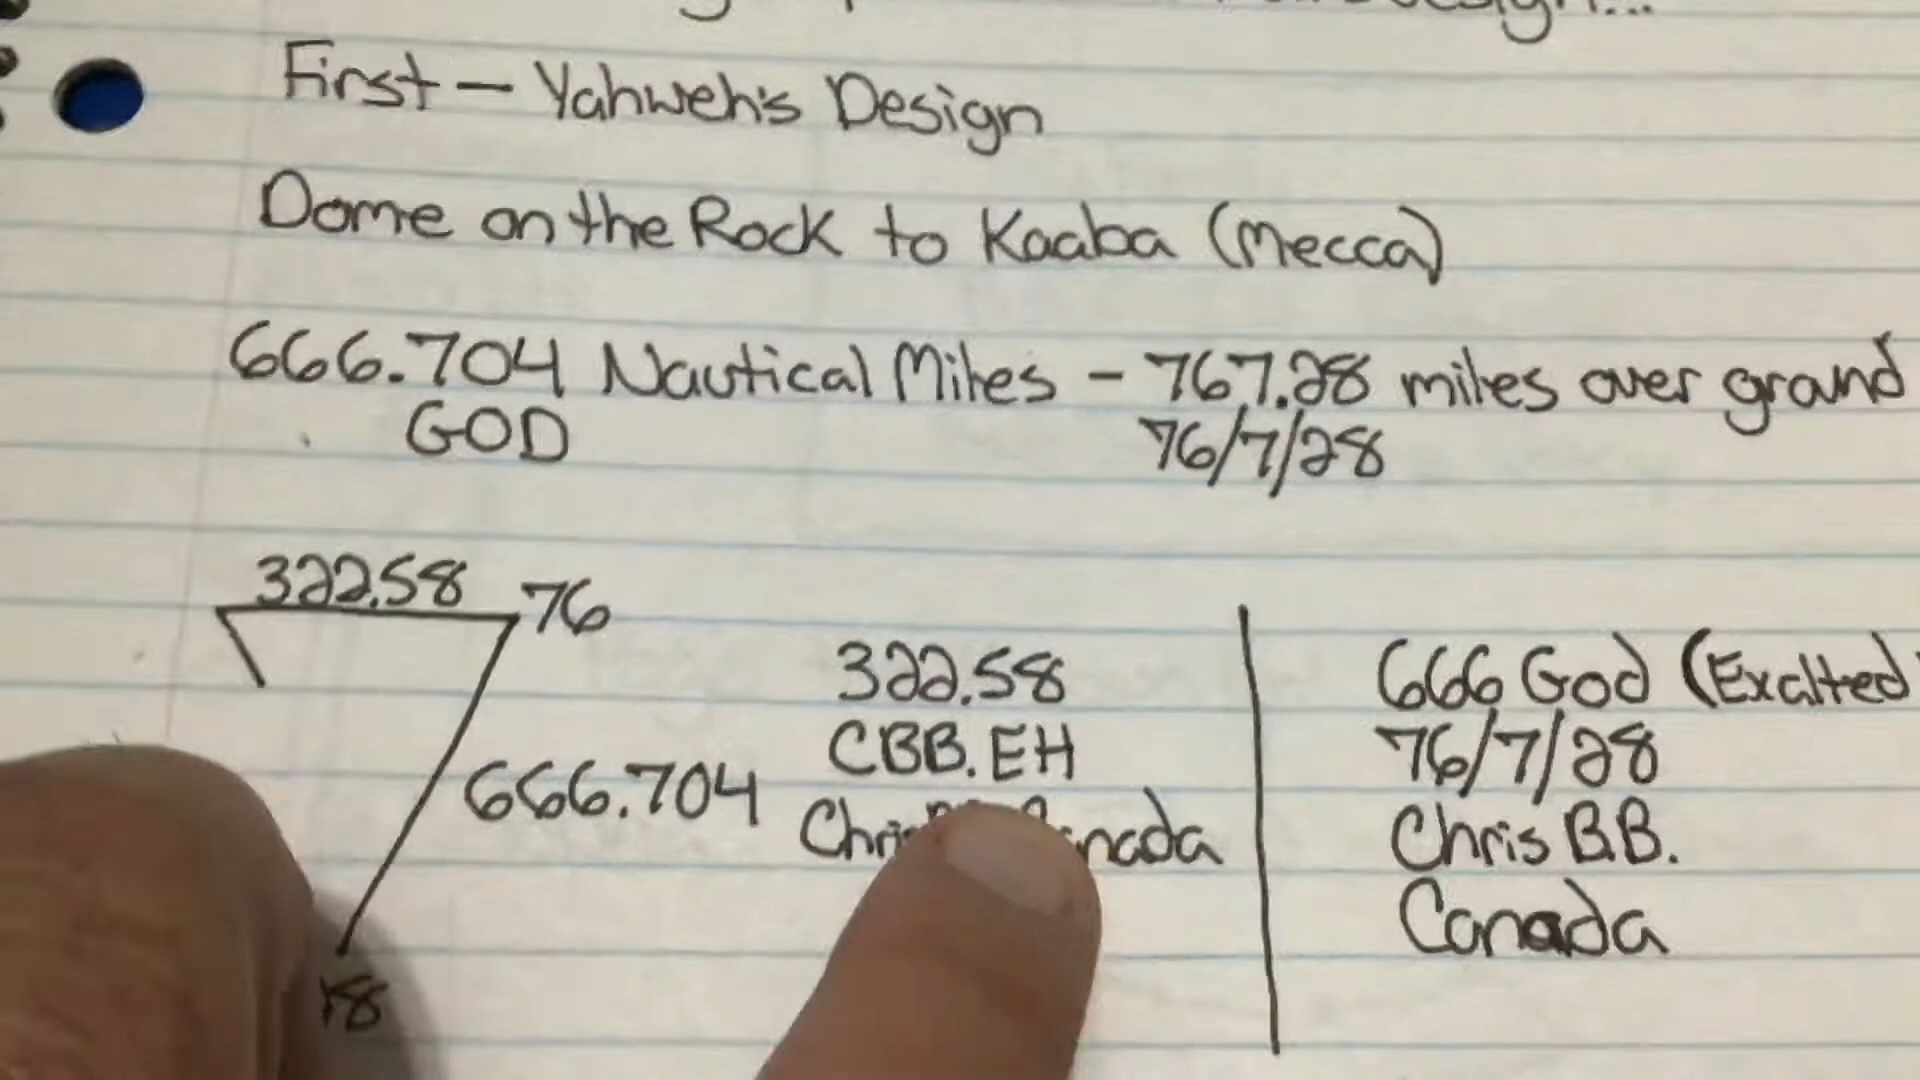 First - Yahweh's Design
Dome on the Rock to Kaaba (Mecca)
666.704 Nautical Miles - 767.28 miles over grand
GOD 76/7/28
322.58 76
666.704
18
322.58
CBB.EH
666 God (Exalted
76/7/28
Chris B.B.
Canada